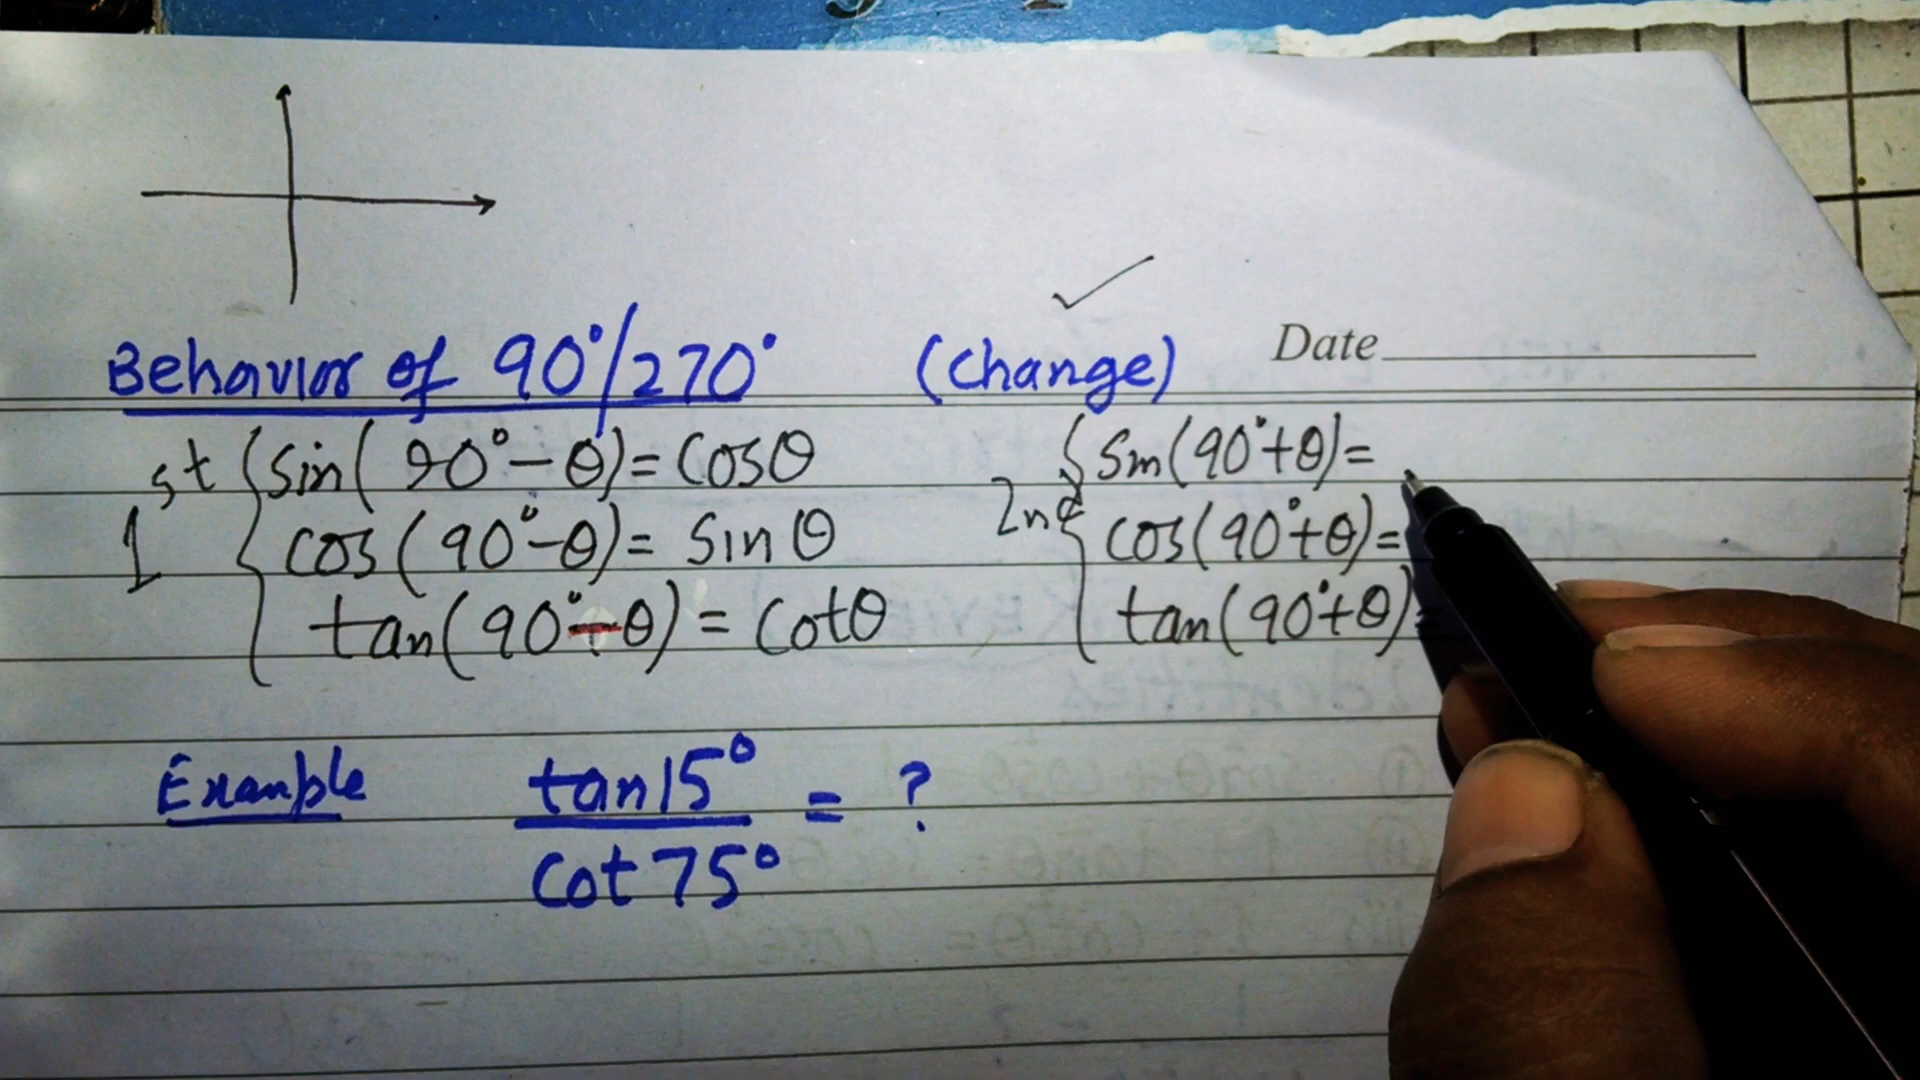 Behavior of 90°/270° (change)
Date
1st
sin(90°-θ)=cosθ
cos(90°-θ)= sinθ
tan(90°-θ) = cotθ
2nd
sin(90°+θ)=
cos(90°+θ)=
tan(90°+θ)=
Example tan15° / cot75° = ?